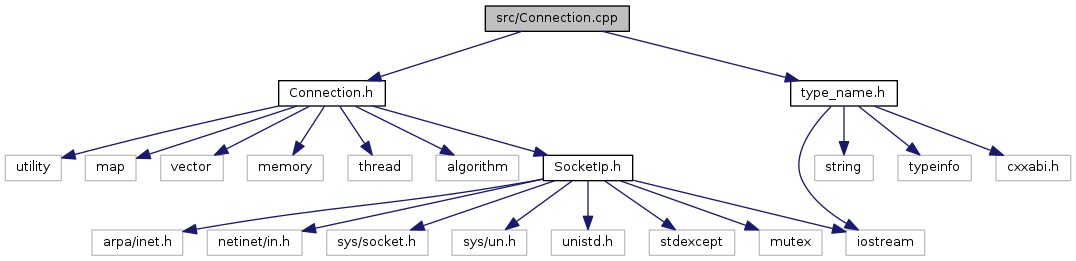 src/Connection.cpp
Connection.h
type_name.h
utility
map
vector
memory
thread
algorithm
SocketIp.h
string
typeinfo
cxxabi.h
arpa/inet.h
netinet/in.h
sys/socket.h
sys/un.h
unistd.h
stdexcept
mutex
iostream